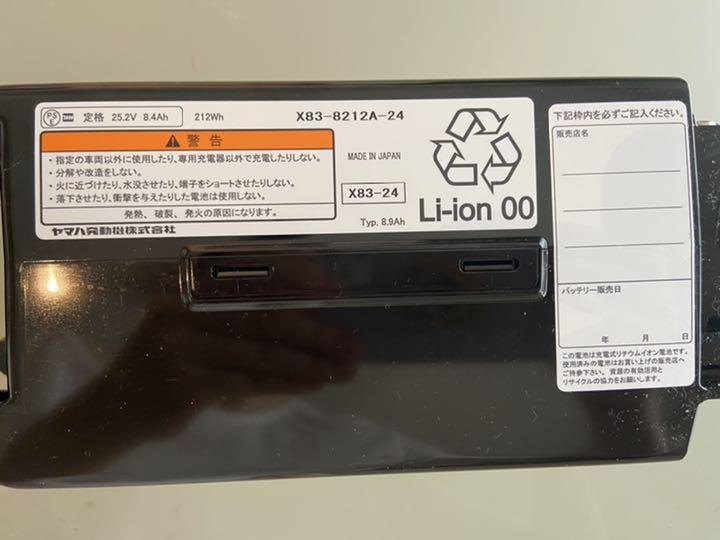 PS E 定格 25.2V 8.4Ah 212Wh X83-8212A-24
警告
・指定の車両以外に使用したり、専用充電器以外で充電したりしない。
・分解や改造をしない。
・火に近づけたり、水没させたり、端子をショートさせたりしない。
・落下させたり、衝撃を与えたりした電池は使用しない。
発熱、破裂、発火の原因になります。
ヤマハ発動機株式会社
MADE IN JAPAN
X83-24
Typ. 8.9Ah
Li-ion 00
下記枠内を必ずご記入ください。
販売店名
バッテリー販売日
年 月 日
この電池は充電式リチウムイオン電池です。
使用済みの電池はお買い上げの販売店へ
ご持参下さい。資源の有効活用と
リサイクルの協力をお願いします。